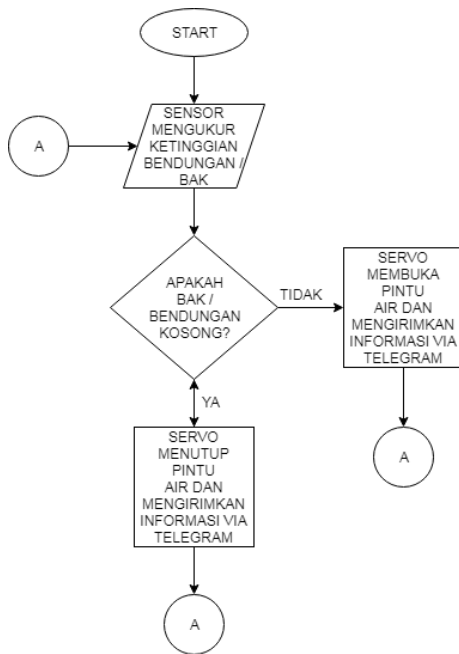 START
A
SENSOR
MENGUKUR
KETINGGIAN
BENDUNGAN /
BAK
APAKAH
BAK /
BENDUNGAN
KOSONG?
TIDAK
SERVO
MEMBUKA
PINTU
AIR DAN
MENGIRIMKAN
INFORMASI VIA
TELEGRAM
A
YA
SERVO
MENUTUP
PINTU
AIR DAN
MENGIRIMKAN
INFORMASI VIA
TELEGRAM
A